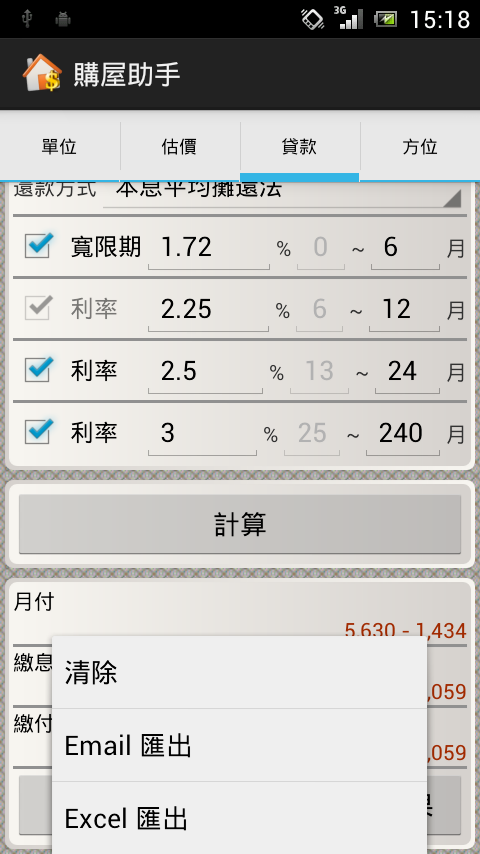 3G 15:18
購屋助手
單位 估價 貸款 方位
還款方式 本息平均攤還法
寬限期 1.72 % 0 ~ 6 月
利率 2.25 % 6 ~ 12 月
利率 2.5 % 13 ~ 24 月
利率 3 % 25 ~ 240 月
計算
月付
5,630 - 1,434
繳息
,059
繳付
,059
清除
Email 匯出
Excel 匯出